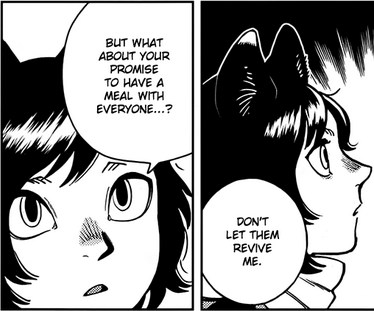 BUT WHAT
ABOUT YOUR
PROMISE
TO HAVE A
MEAL WITH
EVERYONE...?
DON'T
LET THEM
REVIVE
ME.